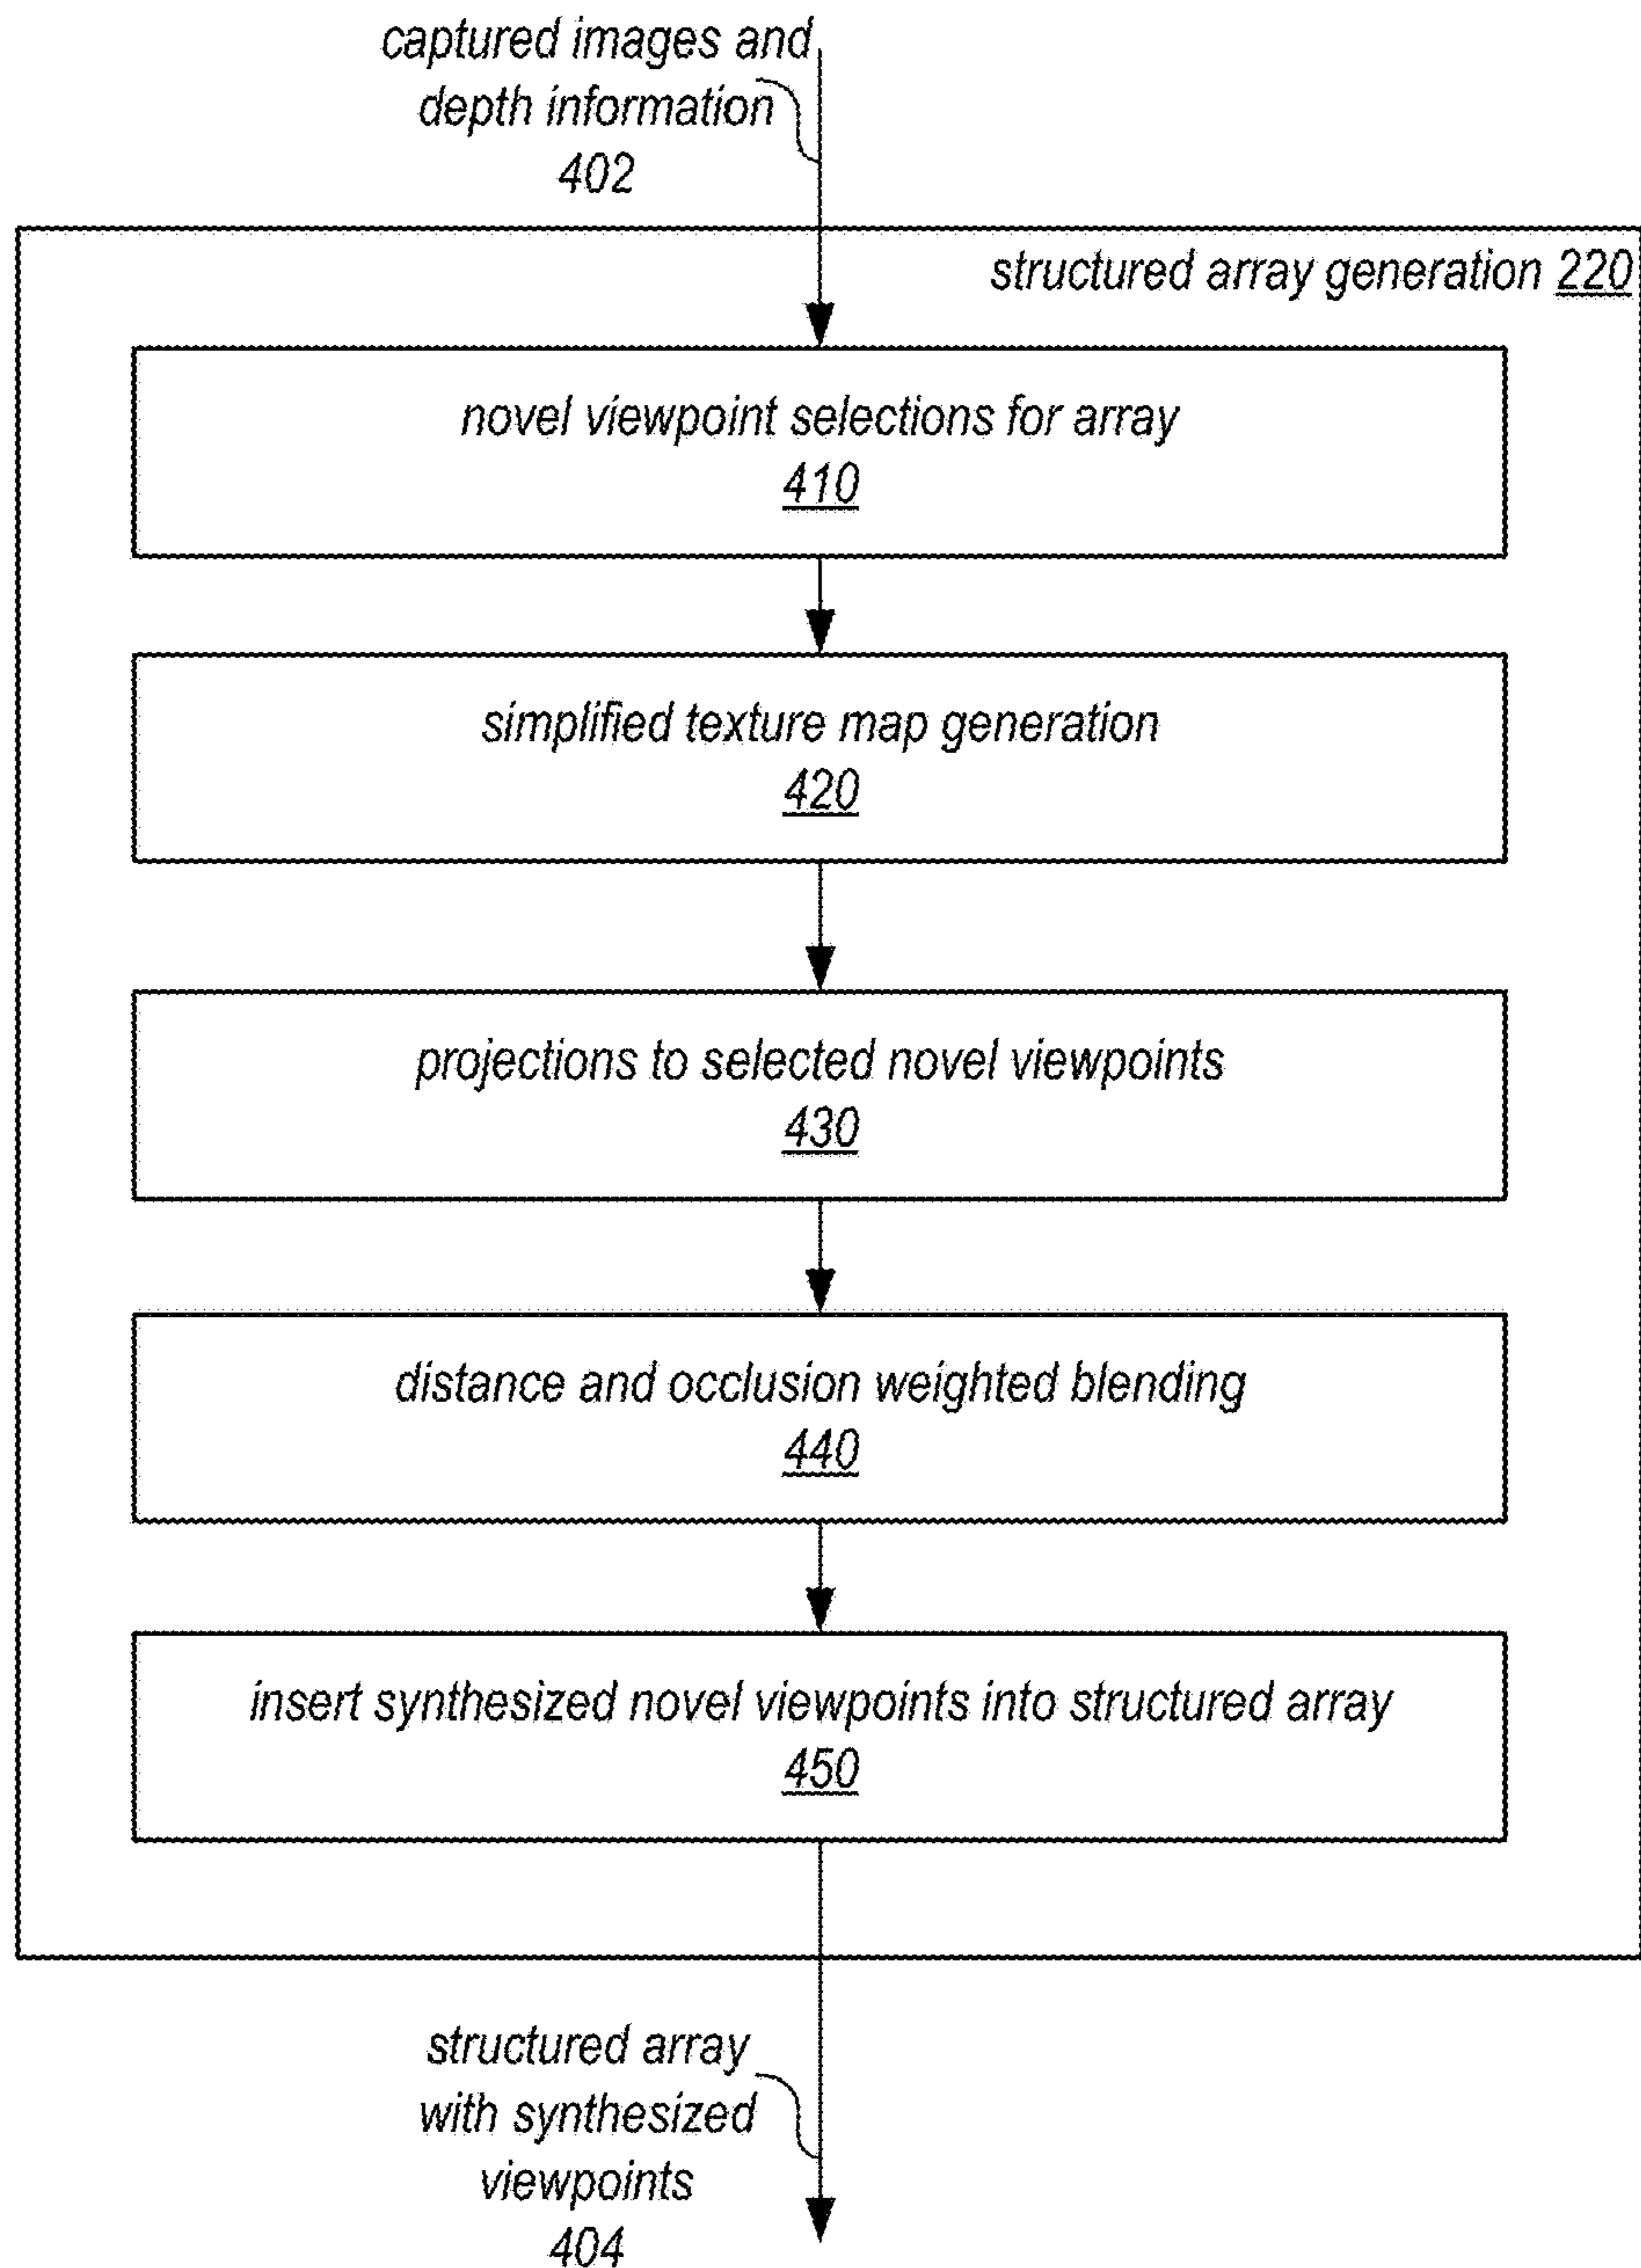 captured images and
depth information
402
structured array generation 220
novel viewpoint selections for array
410
simplified texture map generation
420
projections to selected novel viewpoints
430
distance and occlusion weighted blending
440
insert synthesized novel viewpoints into structured array
450
structured array
with synthesized
viewpoints
404